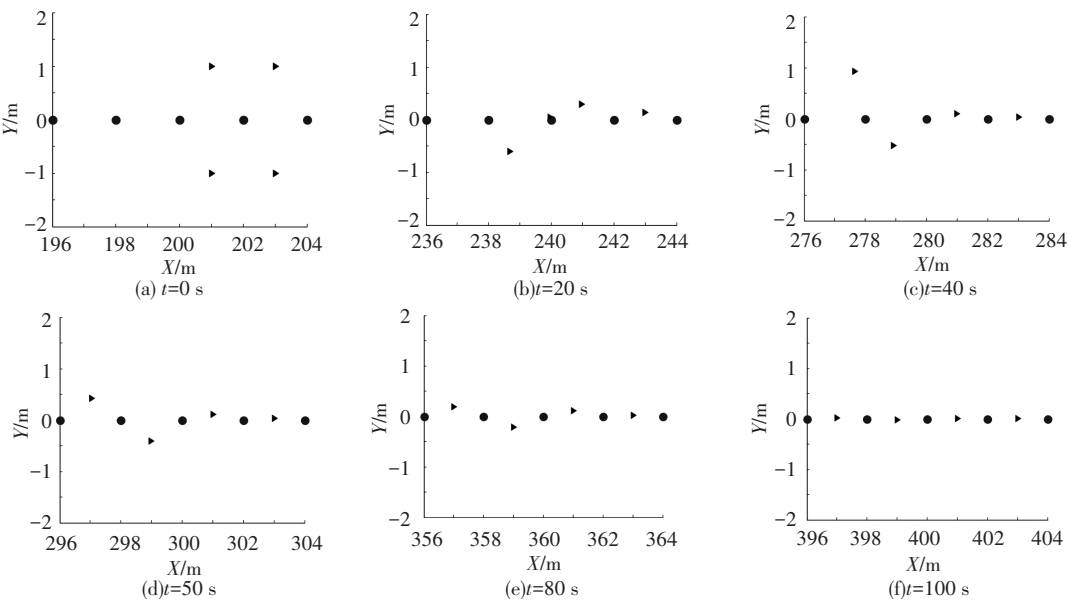 2
1
0
−1
−2
Y/m
196 198 200 202 204
X/m
(a) t=0 s
2
1
0
−1
−2
Y/m
236 238 240 242 244
X/m
(b)t=20 s
2
1
0
−1
−2
Y/m
276 278 280 282 284
X/m
(c)t=40 s
2
1
0
−1
−2
Y/m
296 298 300 302 304
X/m
(d)t=50 s
2
1
0
−1
−2
Y/m
356 358 360 362 364
X/m
(e)t=80 s
2
1
0
−1
−2
Y/m
396 398 400 402 404
X/m
(f)t=100 s